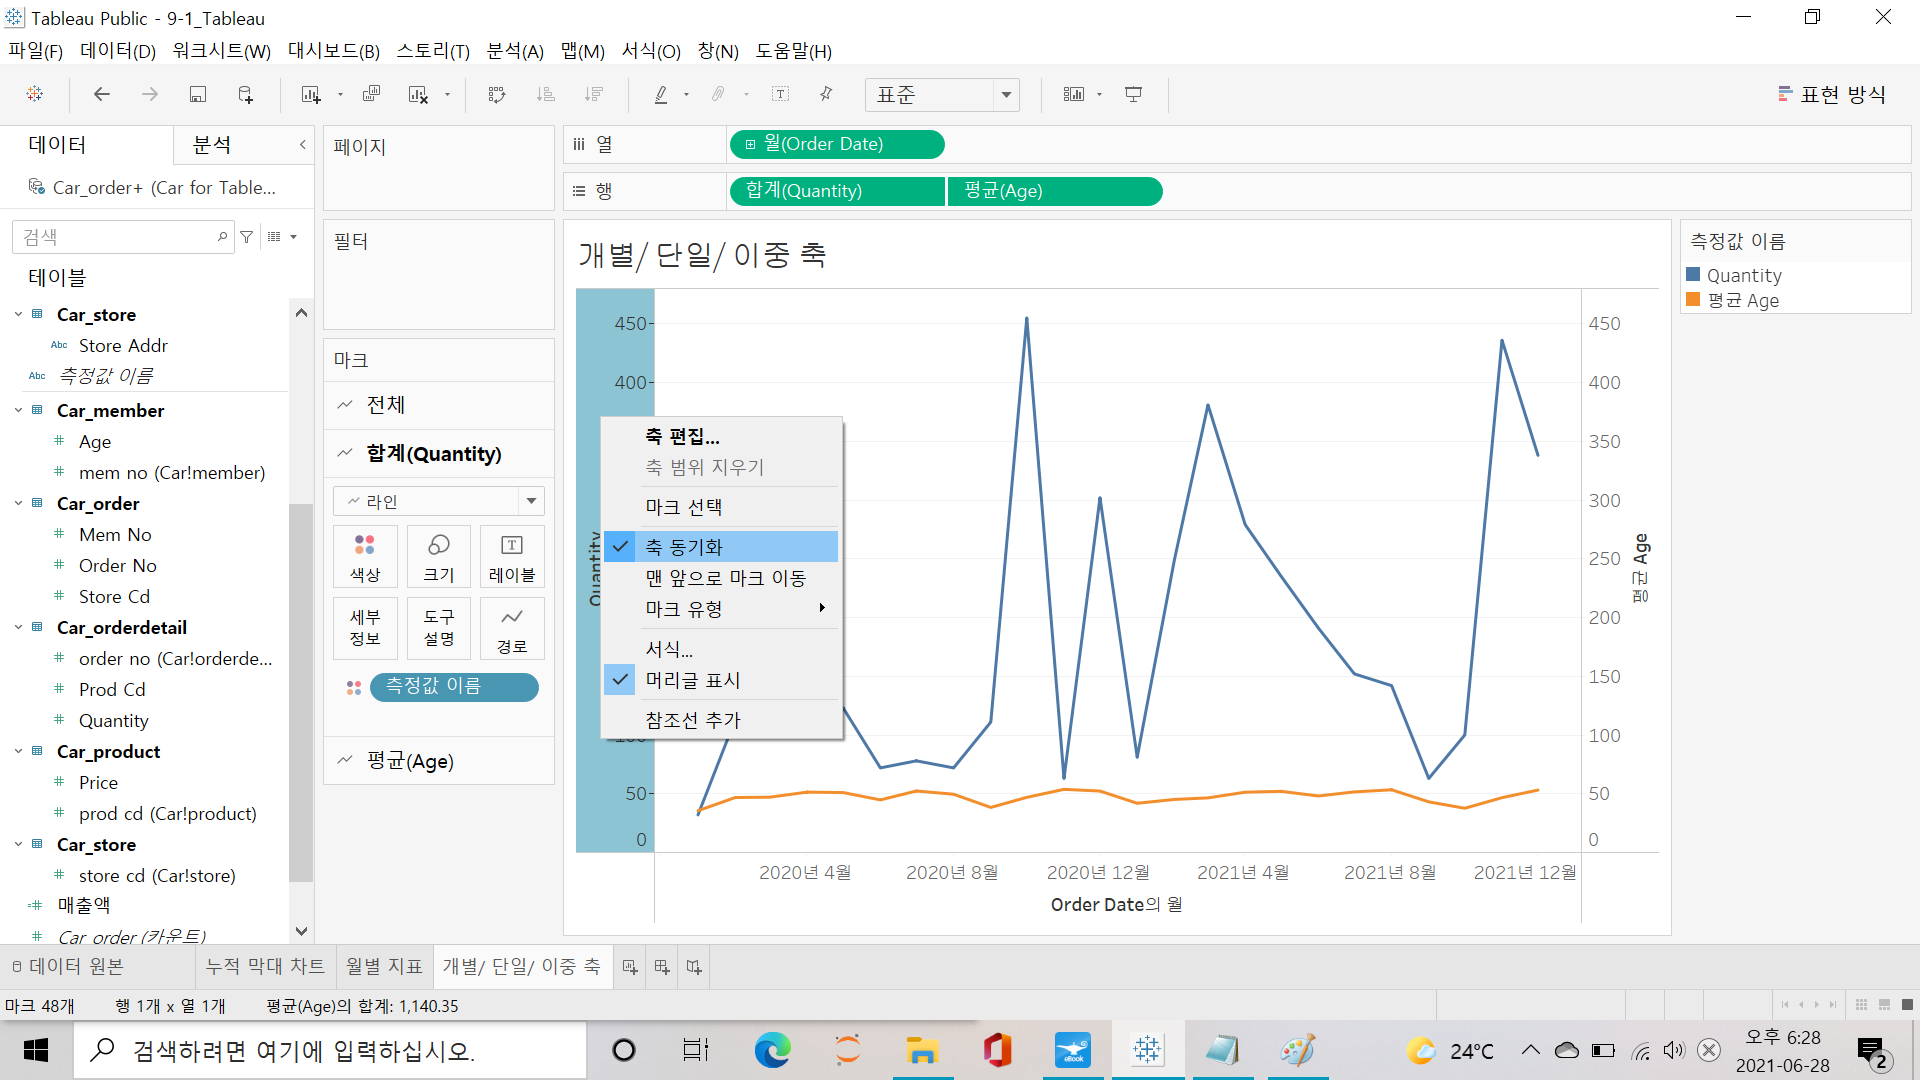 Tableau Public - 9-1_Tableau
파일(F) 데이터(D) 워크시트(W) 대시보드(B) 스토리(T) 분석(A) 맵(M) 서식(O) 창(N) 도움말(H)
표준
표현 방식
데이터
분석
Car_order+ (Car for Table...
검색
테이블
Car_store
Abc Store Addr
Abc 측정값 이름
Car_member
Age
mem no (Car!member)
Car_order
Mem No
Order No
Store Cd
Car_orderdetail
order no (Car!orderde...
Prod Cd
Quantity
Car_product
Price
prod cd (Car!product)
Car_store
store cd (Car!store)
매출액
Car order (카운트)
페이지
필터
마크
전체
합계(Quantity)
라인
색상
크기
레이블
세부 정보
도구 설명
경로
측정값 이름
평균(Age)
열
월(Order Date)
행
합계(Quantity)
평균(Age)
개별/ 단일/ 이중 축
450
400
100
50
0
Quantity
축 편집...
축 범위 지우기
마크 선택
축 동기화
맨 앞으로 마크 이동
마크 유형
서식...
머리글 표시
참조선 추가
450
400
350
300
250
200
150
100
50
0
평균 Age
2020년 4월
2020년 8월
2020년 12월
2021년 4월
2021년 8월
2021년 12월
Order Date의 월
측정값 이름
Quantity
평균 Age
데이터 원본
누적 막대 차트
월별 지표
개별/ 단일/ 이중 축
마크 48개 행 1개 x 열 1개 평균(Age)의 합계: 1,140.35
검색하려면 여기에 입력하십시오.
eBook
24℃
오후 6:28
2021-06-28
2